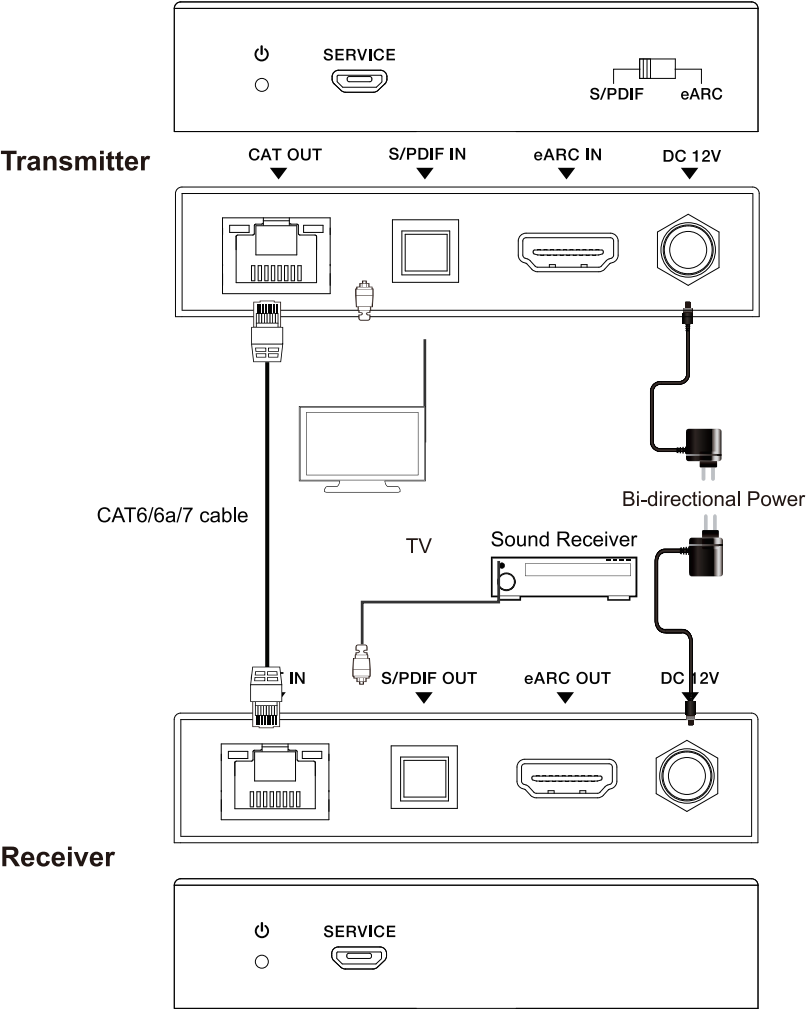 SERVICE
S/PDIF eARC
Transmitter
CAT OUT S/PDIF IN eARC IN DC 12V
Bi-directional Power
CAT6/6a/7 cable
TV
Sound Receiver
IN S/PDIF OUT eARC OUT DC 12V
Receiver
SERVICE